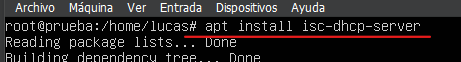 Archivo Máquina Ver Entrada Dispositivos Ayuda
root@prueba:/home/lucas# apt install isc-dhcp-server
Reading package lists... Done
Building dependency tree... Done